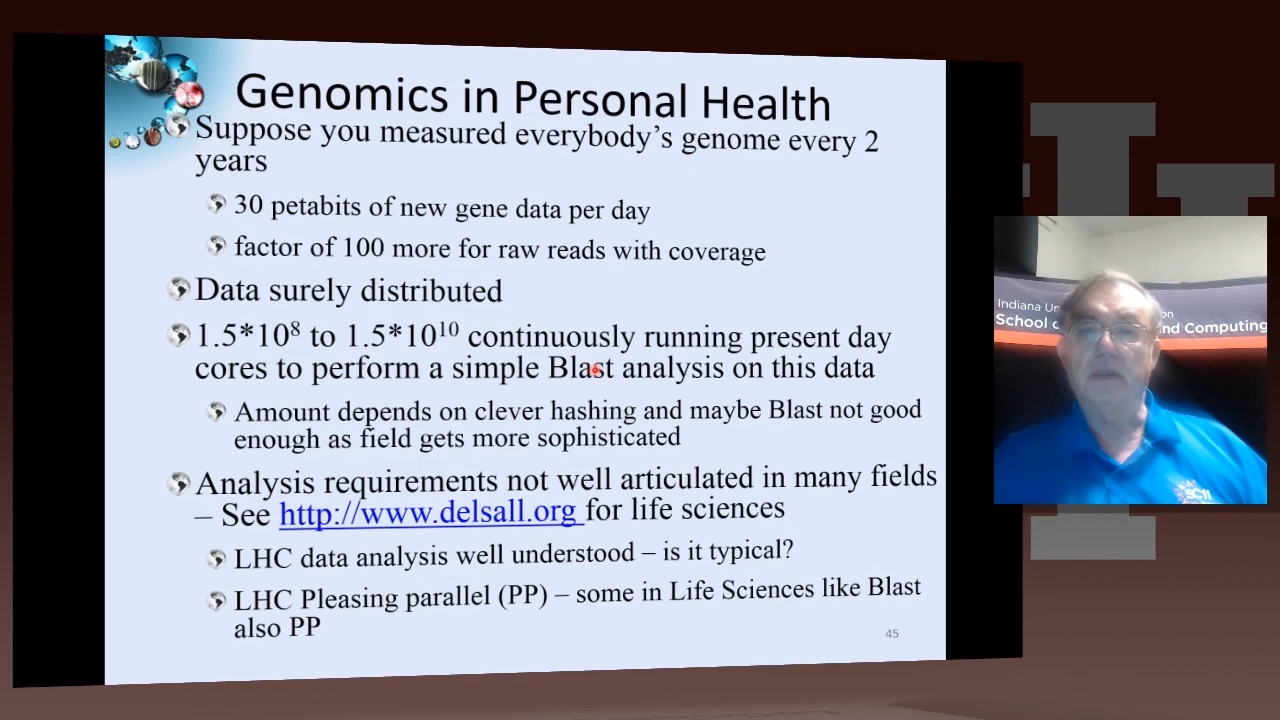 Genomics in Personal Health
Suppose you measured everybody's genome every 2
years
30 petabits of new gene data per day
factor of 100 more for raw reads with coverage
Data surely distributed
1.5*10⁸ to 1.5*10¹⁰ continuously running present day
cores to perform a simple Blast analysis on this data
Amount depends on clever hashing and maybe Blast not good
enough as field gets more sophisticated
Analysis requirements not well articulated in many fields
– See http://www.delsall.org for life sciences
LHC data analysis well understood – is it typical?
LHC Pleasing parallel (PP) – some in Life Sciences like Blast
also PP
45
Indiana Un on
School o nd Computing
SC11